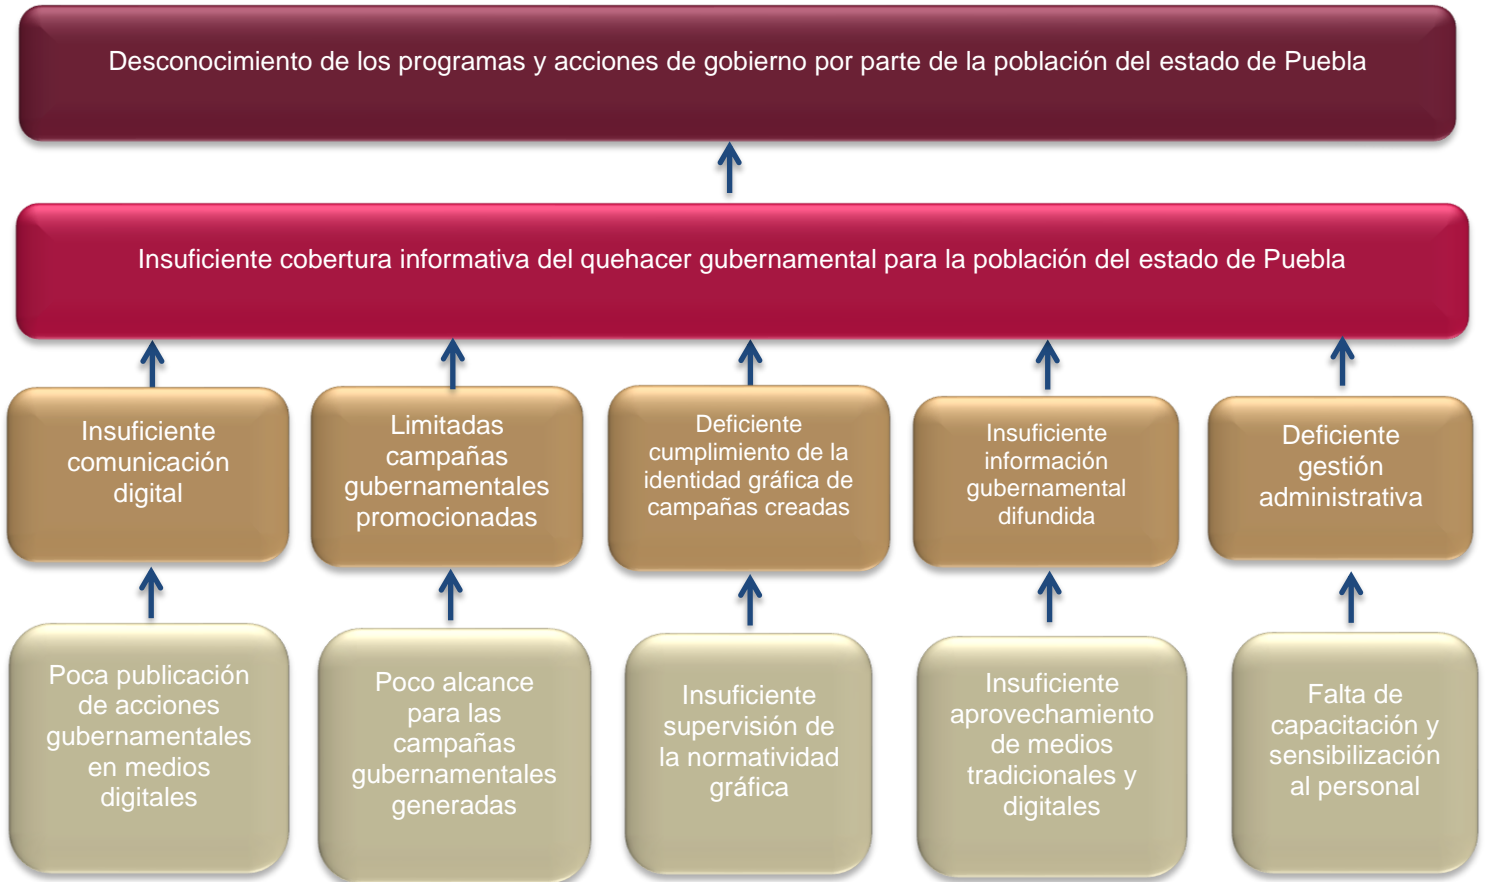 Desconocimiento de los programas y acciones de gobierno por parte de la población del estado de Puebla
Insuficiente cobertura informativa del quehacer gubernamental para la población del estado de Puebla
Insuficiente
comunicación
digital
Limitadas
campañas
gubernamentales
promocionadas
Deficiente
cumplimiento de la
identidad gráfica de
campañas creadas
Insuficiente
información
gubernamental
difundida
Deficiente
gestión
administrativa
Poca publicación
de acciones
gubernamentales
en medios
digitales
Poco alcance
para las
campañas
gubernamentales
generadas
Insuficiente
supervisión de
la normatividad
gráfica
Insuficiente
aprovechamiento
de medios
tradicionales y
digitales
Falta de
capacitación y
sensibilización
al personal